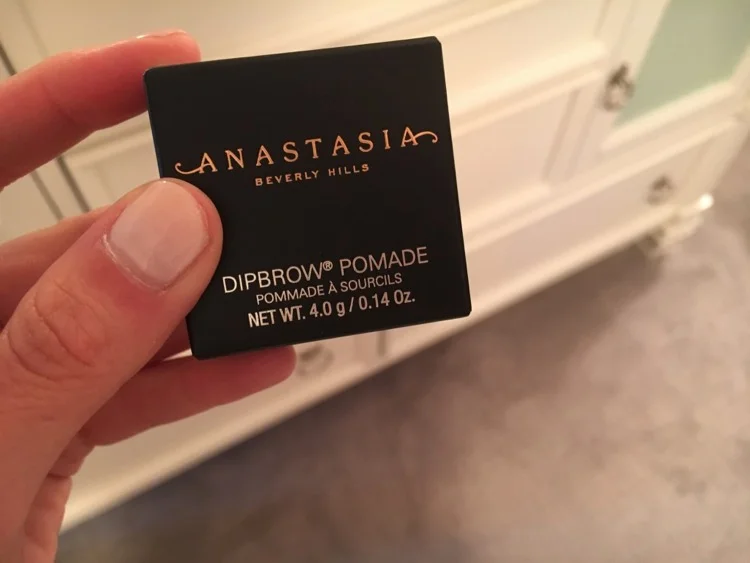 ANASTASIA
BEVERLY HILLS
DIPBROW® POMADE
POMMADE À SOURCILS
NET WT. 4.0 g / 0.14 Oz.